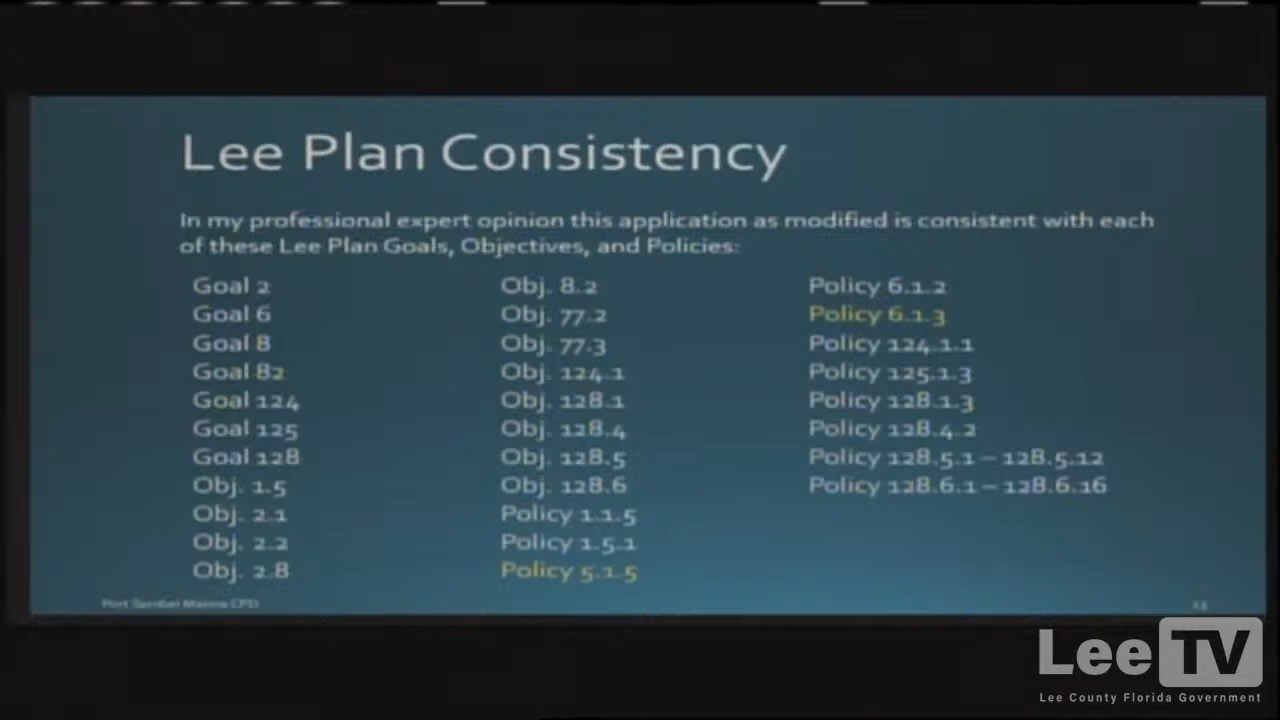 Lee Plan Consistency
In my professional expert opinion this application as modified is consistent with each
of these Lee Plan Goals, Objectives, and Policies:
Goal 2
Goal 6
Goal 8
Goal 82
Goal 124
Goal 125
Goal 128
Obj. 1.5
Obj. 2.1
Obj. 2.2
Obj. 2.8
Obj. 8.2
Obj. 77.2
Obj. 77.3
Obj. 124.1
Obj. 128.1
Obj. 128.4
Obj. 128.5
Obj. 128.6
Policy 1.1.5
Policy 1.5.1
Policy 5.1.5
Policy 6.1.2
Policy 6.1.3
Policy 124.1.1
Policy 125.1.3
Policy 128.1.3
Policy 128.4.2
Policy 128.5.1 – 128.5.12
Policy 128.6.1 – 128.6.16
Port Sanibel Marina CPD
Lee TV
Lee County Florida Government